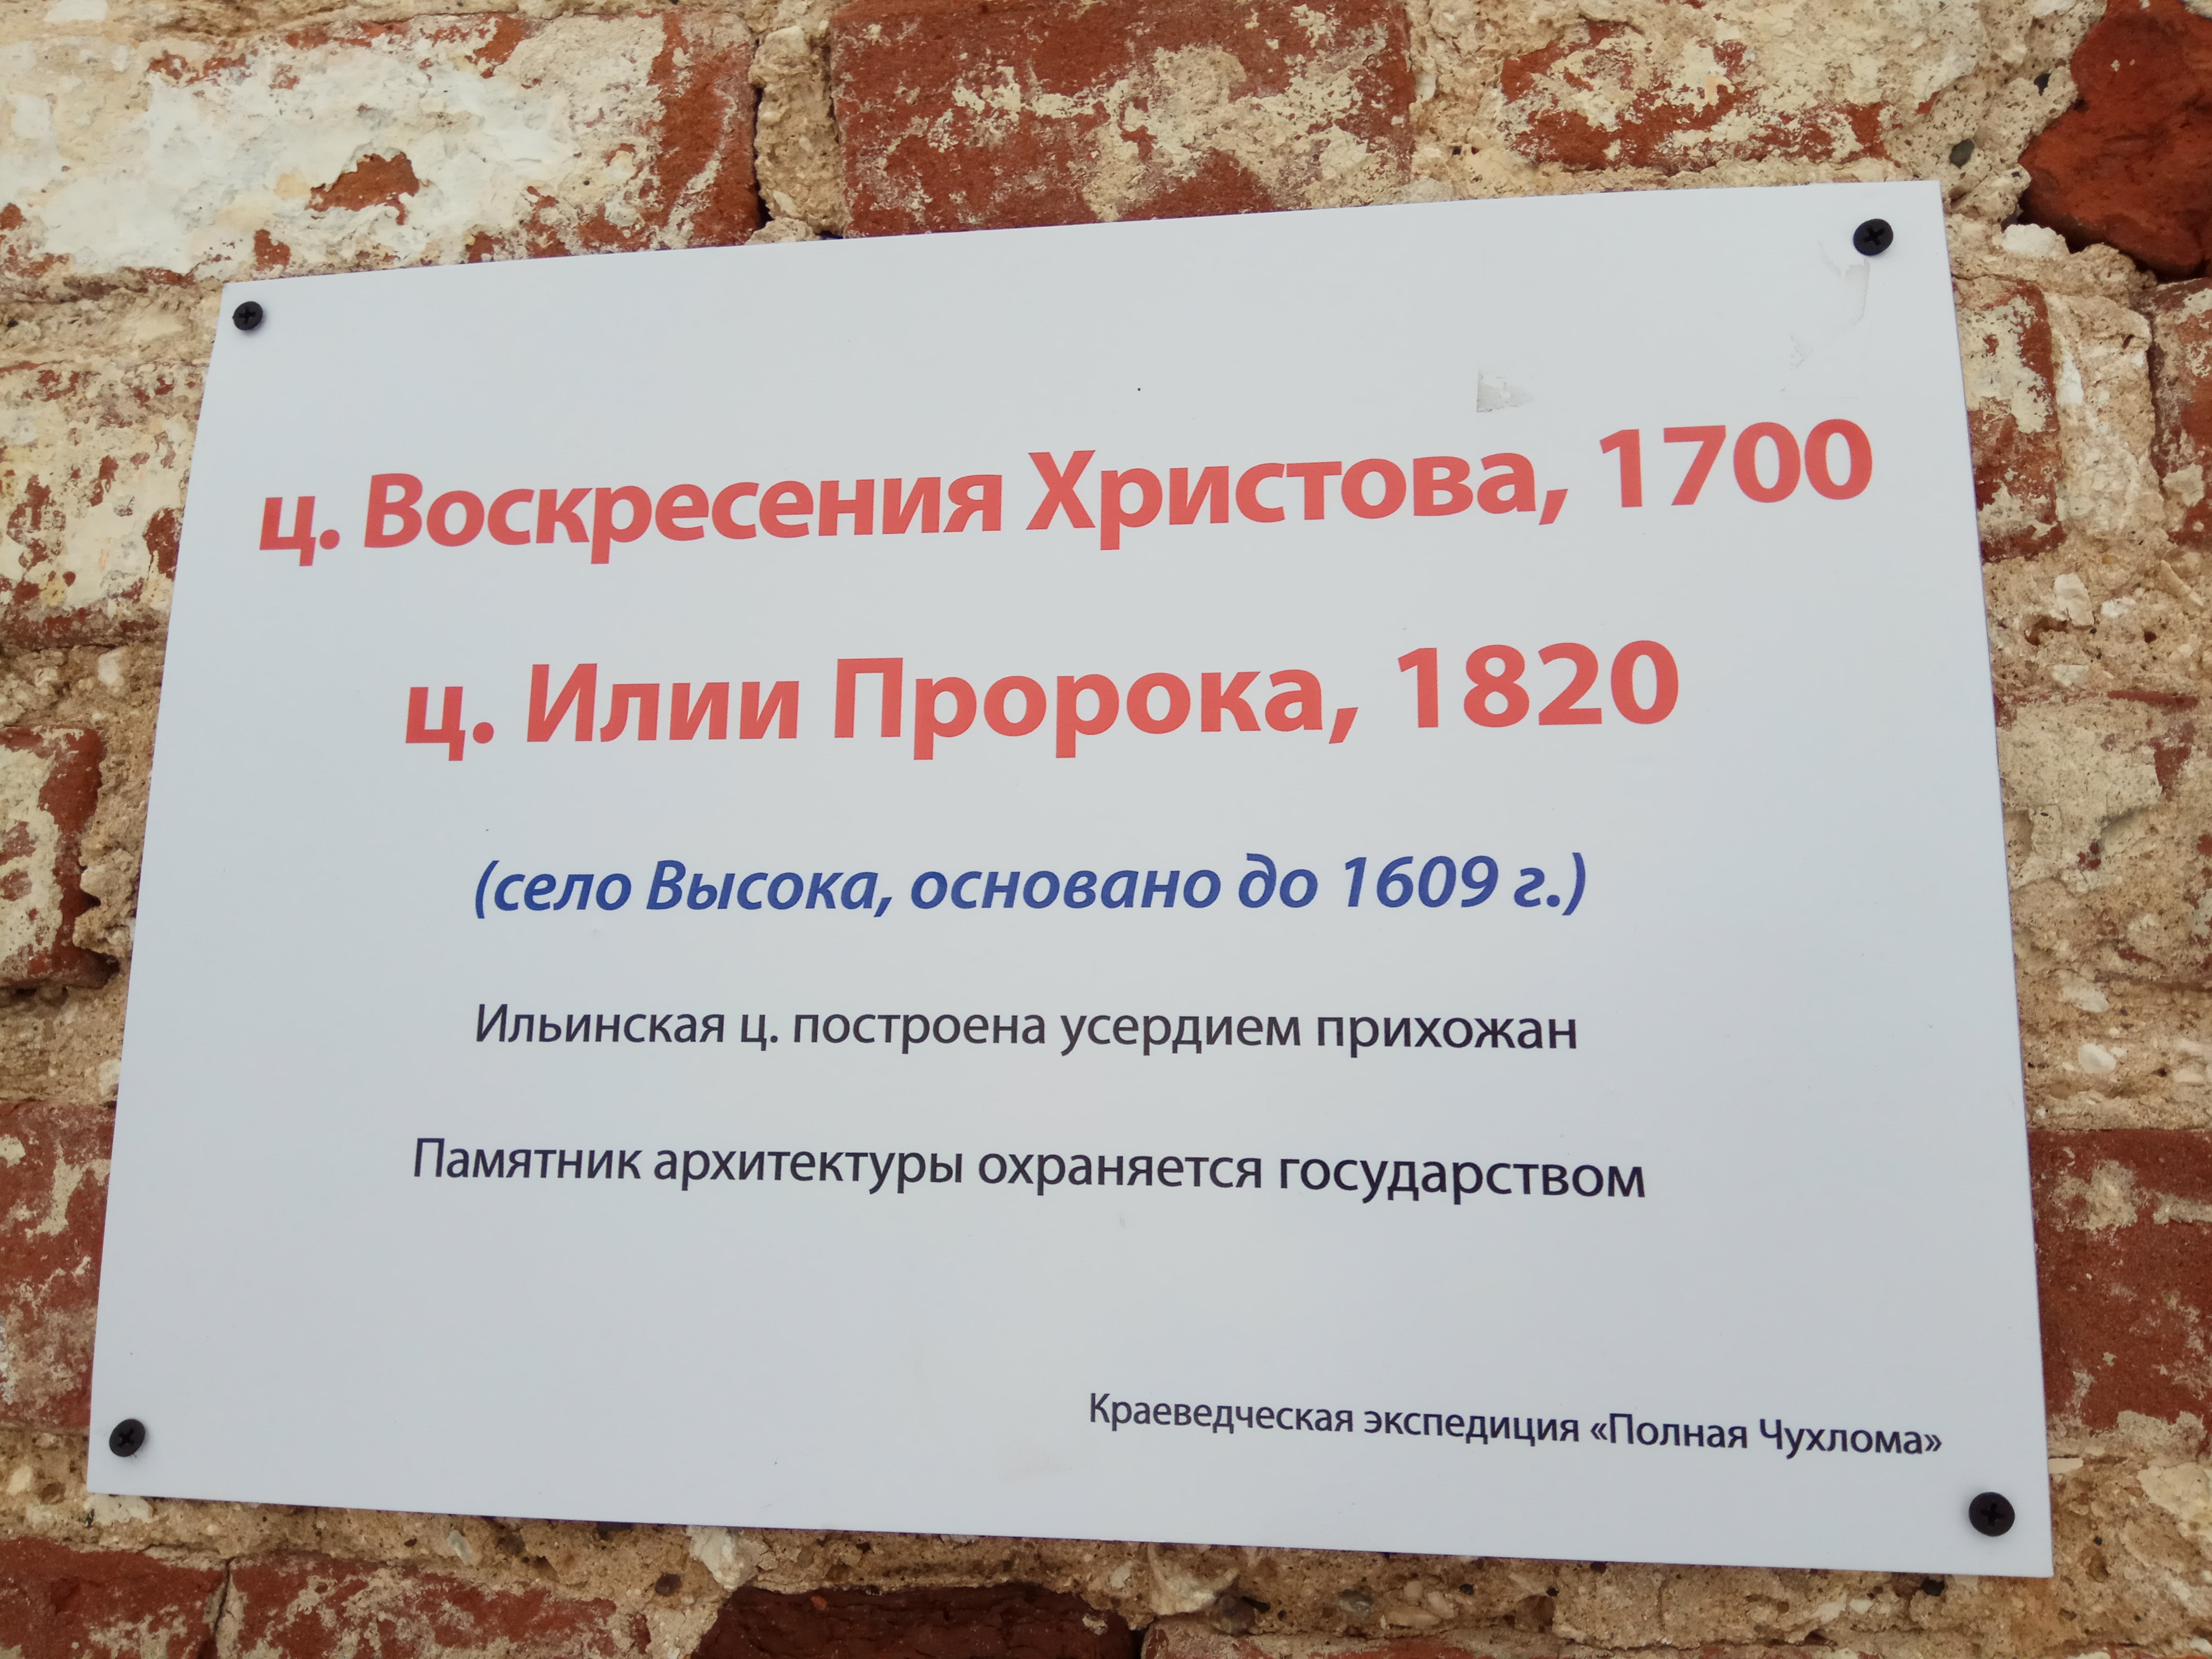 ц. Воскресения Христова, 1700
ц. Илии Пророка, 1820
(село Высока, основано до 1609 г.)
Ильинская ц. построена усердием прихожан
Памятник архитектуры охраняется государством
Краеведческая экспедиция «Полная Чухлома»